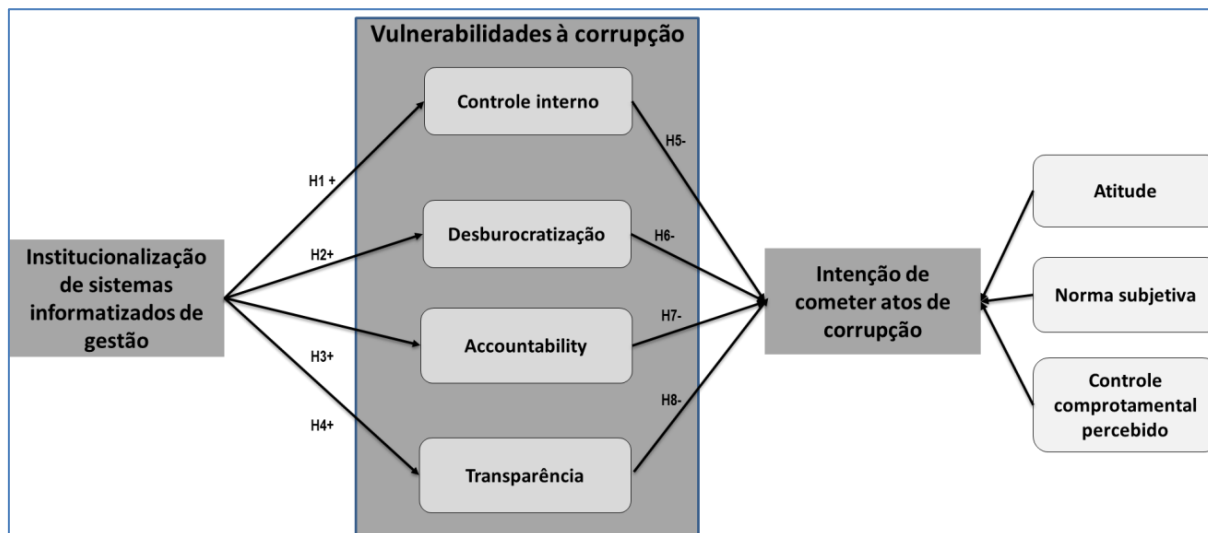 Vulnerabilidades à corrupção
Controle interno
Desburocratização
Accountability
Transparência
H1 +
H2+
H3+
H4+
H5-
H6-
H7-
H8-
Institucionalização
de sistemas
informatizados de
gestão
Intenção de
cometer atos de
corrupção
Atitude
Norma subjetiva
Controle
comprotamental
percebido